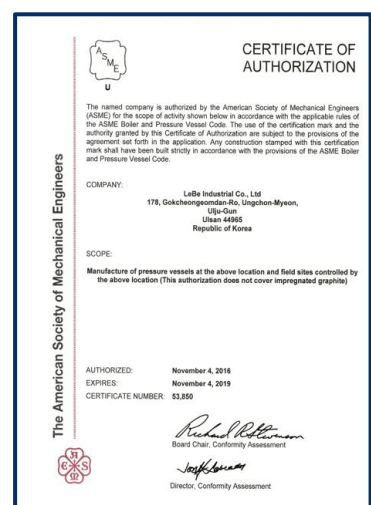 CERTIFICATE OF
AUTHORIZATION
ASME
U
The named company is authorized by the American Society of Mechanical Engineers
(ASME) for the scope of activity shown below in accordance with the applicable rules of
the ASME Boiler and Pressure Vessel Code. The use of the certification mark and the
authority granted by this Certificate of Authorization are subject to the provisions of the
agreement set forth in the application. Any construction stamped with this certification
mark shall have been built strictly in accordance with the provisions of the ASME Boiler
and Pressure Vessel Code.
COMPANY:
LeBe Industrial Co., Ltd
178, Gokcheongeomdan-Ro, Ungchon-Myeon,
Ulju-Gun
Ulsan 44965
Republic of Korea
SCOPE:
Manufacture of pressure vessels at the above location and field sites controlled by
the above location (This authorization does not cover impregnated graphite)
AUTHORIZED: November 4, 2016
EXPIRES: November 4, 2019
CERTIFICATE NUMBER: 53,850
Board Chair, Conformity Assessment
Director, Conformity Assessment
The American Society of Mechanical Engineers